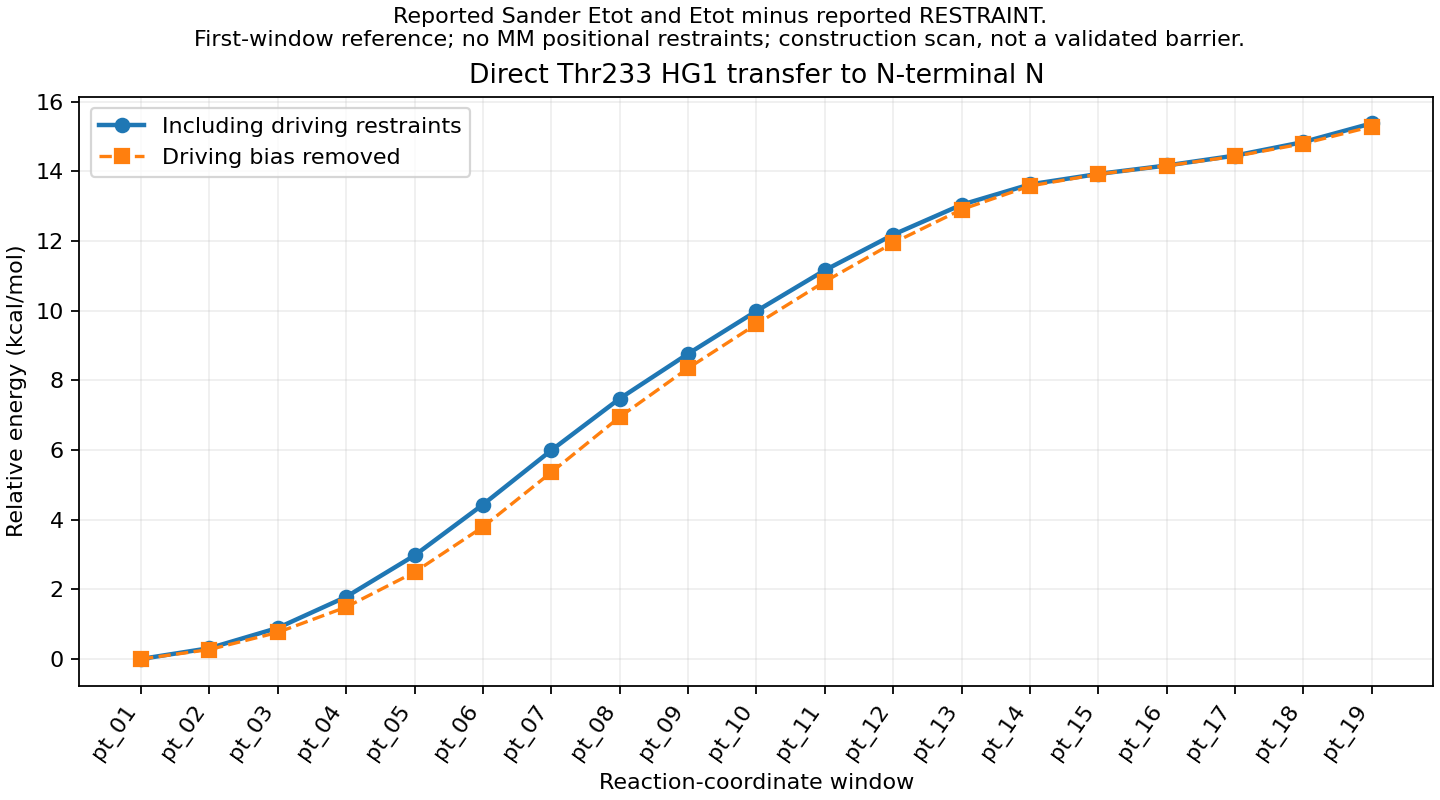 Reported Sander Etot and Etot minus reported RESTRAINT.
First-window reference; no MM positional restraints; construction scan, not a validated barrier.
Direct Thr233 HG1 transfer to N-terminal N
Including driving restraints
Driving bias removed
Relative energy (kcal/mol)
16
14
12
10
8
6
4
2
0
pt_01
pt_02
pt_03
pt_04
pt_05
pt_06
pt_07
pt_08
pt_09
pt_10
pt_11
pt_12
pt_13
pt_14
pt_15
pt_16
pt_17
pt_18
pt_19
Reaction-coordinate window